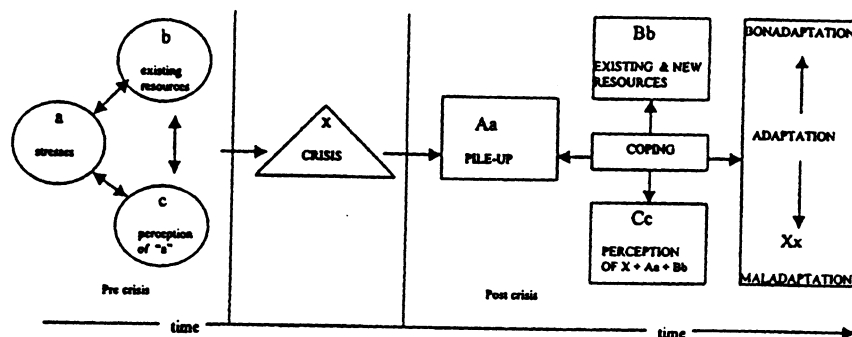 b
existing
resources
a
stresses
c
perception
of "a"
Pre crisis
X
CRISIS
Aa
PILE-UP
Bb
EXISTING & NEW
RESOURCES
COPING
Cc
PERCEPTION
OF X + Aa + Bb
Post crisis
BONADAPTATION
ADAPTATION
Xx
MALADAPTATION
time
time